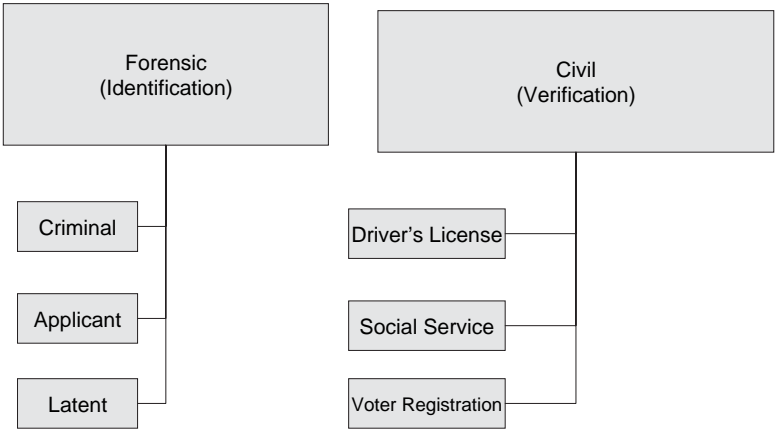 Forensic
(Identification)
Criminal
Applicant
Latent
Civil
(Verification)
Driver’s License
Social Service
Voter Registration